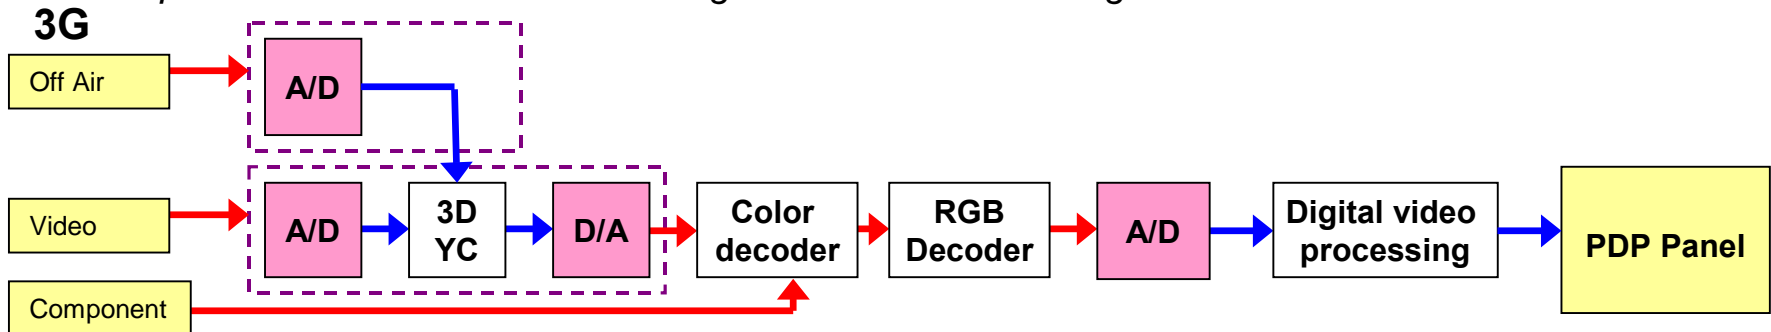 3G
Off Air
A/D
Video
A/D
3D
YC
D/A
Color
decoder
RGB
Decoder
A/D
Digital video
processing
PDP Panel
Component